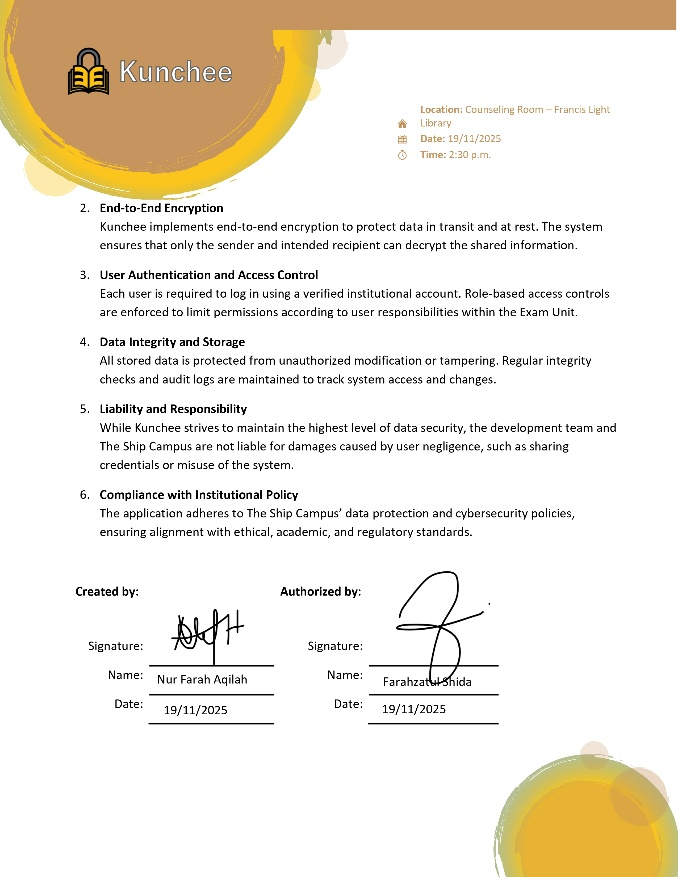 Kunchee
Location: Counseling Room – Francis Light
Library
Date: 19/11/2025
Time: 2:30 p.m.
2. End-to-End Encryption
Kunchee implements end-to-end encryption to protect data in transit and at rest. The system
ensures that only the sender and intended recipient can decrypt the shared information.
3. User Authentication and Access Control
Each user is required to log in using a verified institutional account. Role-based access controls
are enforced to limit permissions according to user responsibilities within the Exam Unit.
4. Data Integrity and Storage
All stored data is protected from unauthorized modification or tampering. Regular integrity
checks and audit logs are maintained to track system access and changes.
5. Liability and Responsibility
While Kunchee strives to maintain the highest level of data security, the development team and
The Ship Campus are not liable for damages caused by user negligence, such as sharing
credentials or misuse of the system.
6. Compliance with Institutional Policy
The application adheres to The Ship Campus’ data protection and cybersecurity policies,
ensuring alignment with ethical, academic, and regulatory standards.
Created by: Authorized by:
Signature: Signature:
Name: Nur Farah Aqilah Name: Farahzatul Shida
Date: 19/11/2025 Date: 19/11/2025